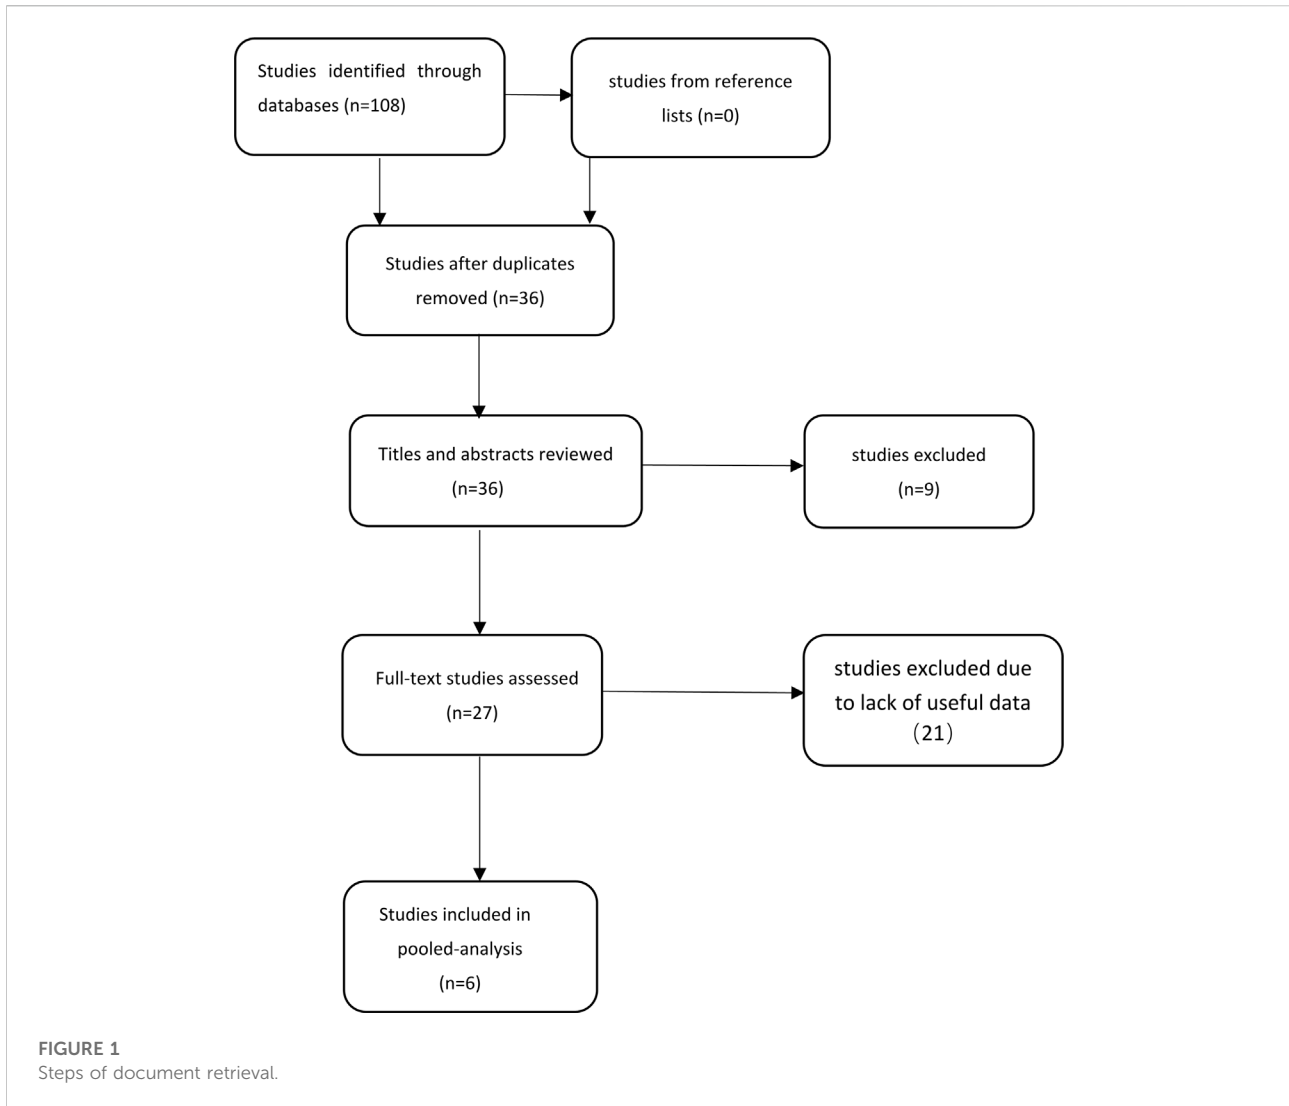 Studies identified through
databases (n=108)
studies from reference
lists (n=0)
Studies after duplicates
removed (n=36)
Titles and abstracts reviewed
(n=36)
studies excluded
(n=9)
Full-text studies assessed
(n=27)
studies excluded due
to lack of useful data
（21）
Studies included in
pooled-analysis
(n=6)
FIGURE 1
Steps of document retrieval.